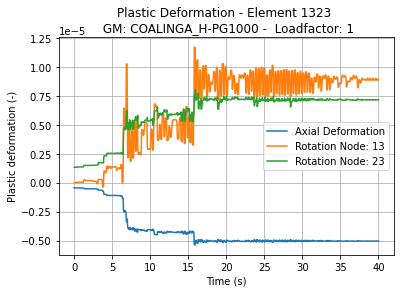 Plastic Deformation - Element 1323
GM: COALINGA_H-PG1000 - Loadfactor: 1
1e−5
1.25
1.00
0.75
0.50
0.25
0.00
−0.25
−0.50
Plastic deformation (-)
Axial Deformation
Rotation Node: 13
Rotation Node: 23
0 5 10 15 20 25 30 35 40
Time (s)